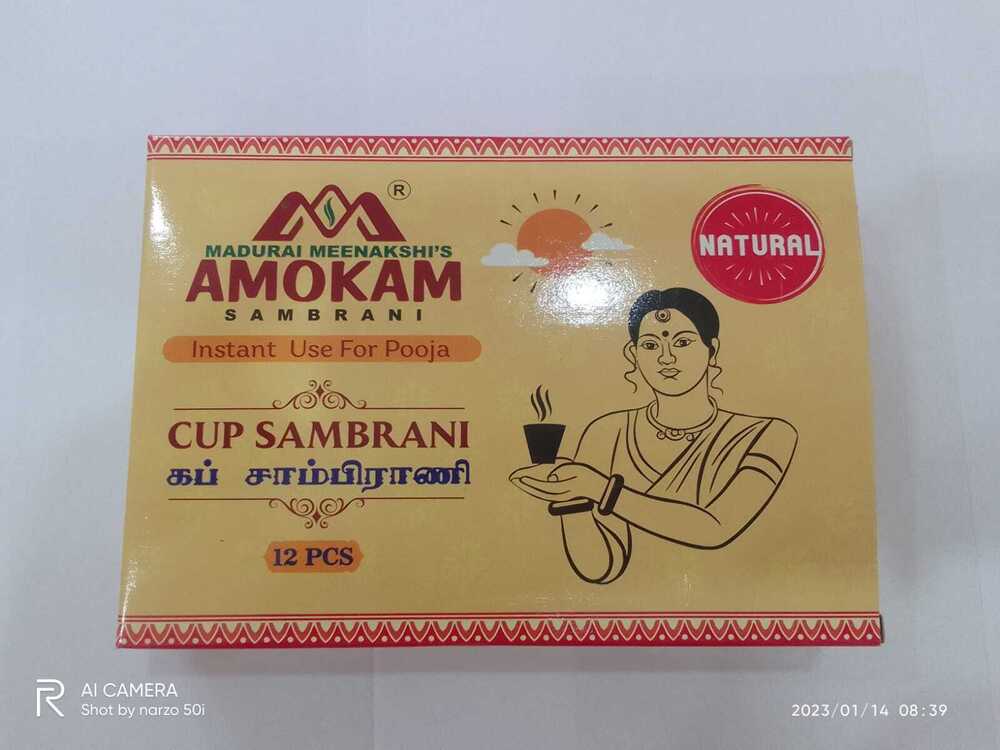 ®
MADURAI MEENAKSHI'S
AMOKAM
SAMBRANI
Instant Use For Pooja
CUP SAMBRANI
கப் சாம்பிராணி
12 PCS
NATURAL
AI CAMERA
Shot by narzo 50i
2023/01/14 08:39